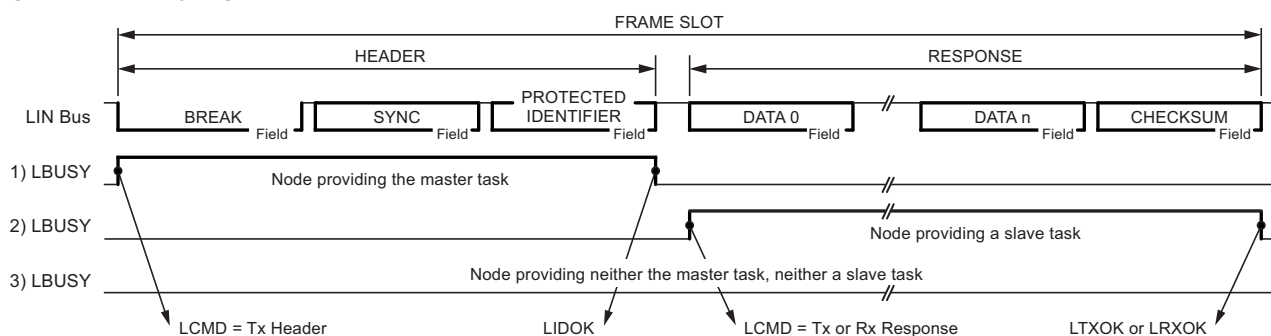 FRAME SLOT
HEADER
RESPONSE
LIN Bus
BREAK
Field
SYNC
Field
PROTECTED
IDENTIFIER
Field
DATA 0
Field
DATA n
Field
CHECKSUM
Field
1) LBUSY
Node providing the master task
2) LBUSY
Node providing a slave task
3) LBUSY
Node providing neither the master task, neither a slave task
LCMD = Tx Header
LIDOK
LCMD = Tx or Rx Response
LTXOK or LRXOK